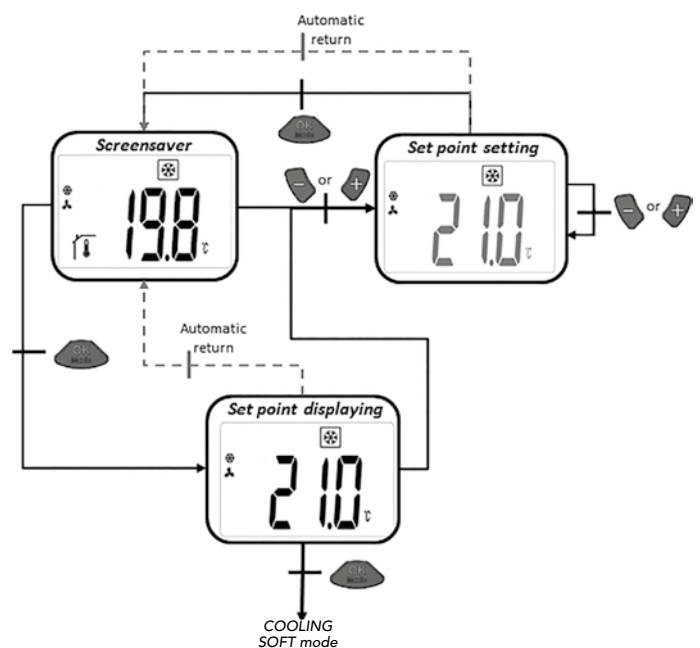 Automatic
return
OK
Mode
Screensaver
19.8 °C
- or +
Set point setting
21.0 °C
- or +
Automatic
return
OK
Mode
Set point displaying
21.0 °C
OK
Mode
COOLING
SOFT mode